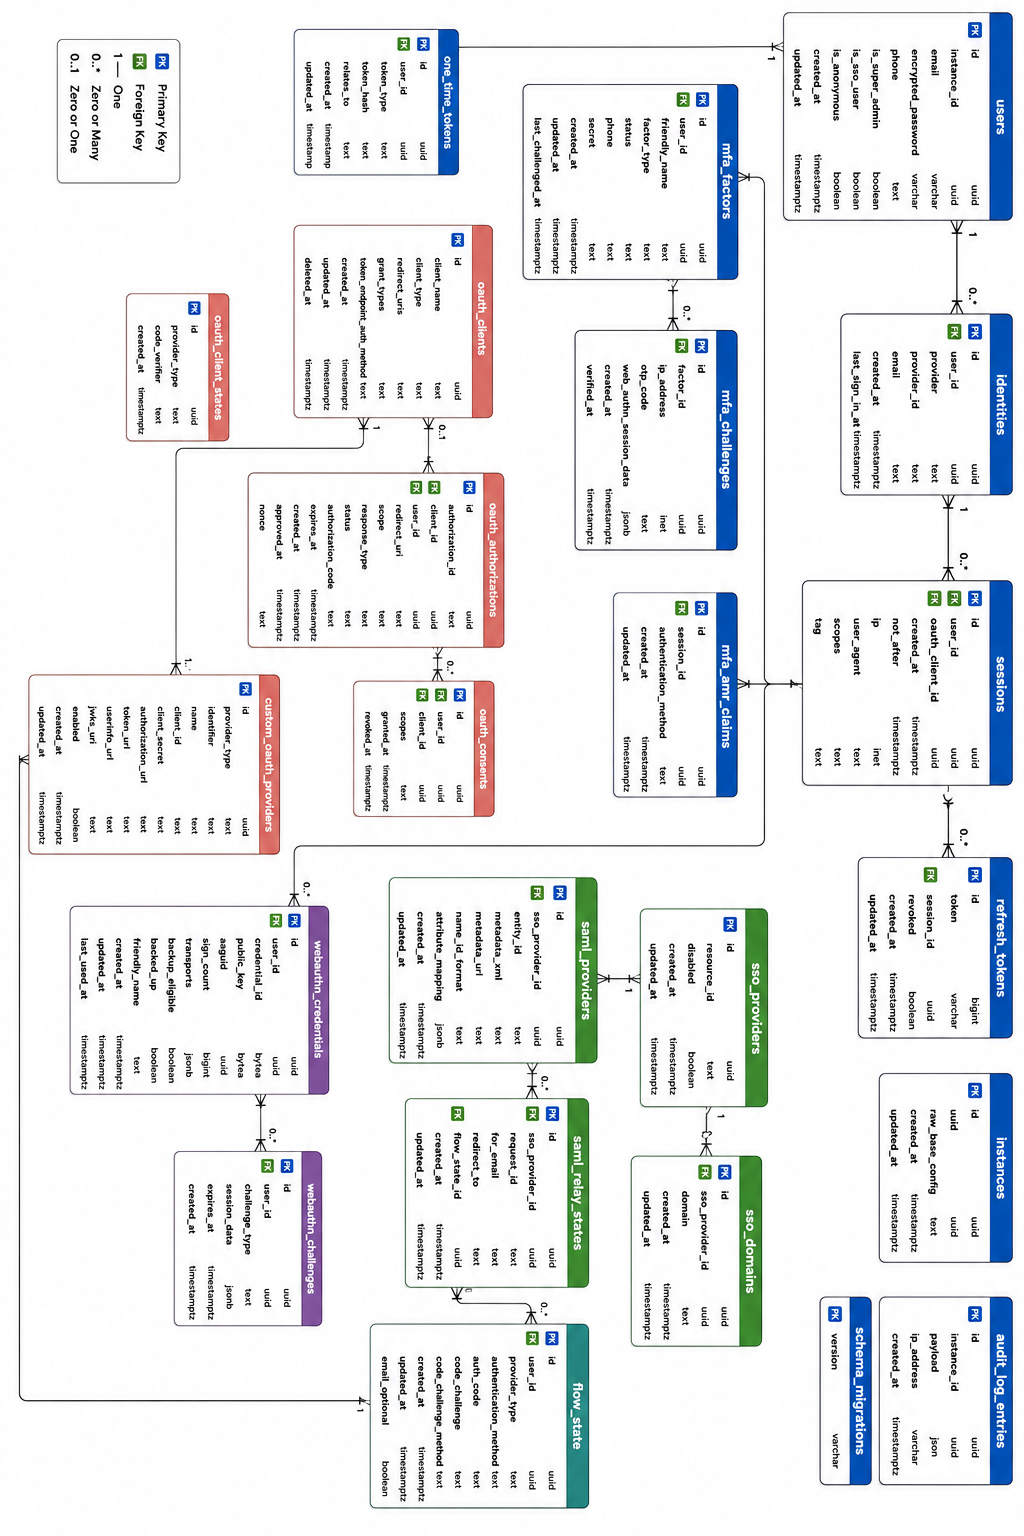 users
PK id uuid
instance_id uuid
email varchar
encrypted_password varchar
phone text
is_super_admin boolean
is_sso_user boolean
is_anonymous boolean
created_at timestamptz
updated_at timestamptz
1
0..*
identities
PK id uuid
FK user_id uuid
provider text
provider_id text
email text
created_at timestamptz
last_sign_in_at timestamptz
1
0..*
sessions
PK id uuid
FK user_id uuid
FK oauth_client_id uuid
created_at timestamptz
not_after timestamptz
ip inet
user_agent text
scopes text
tag text
0..*
refresh_tokens
PK id bigint
token varchar
FK session_id uuid
revoked boolean
created_at timestamptz
updated_at timestamptz
instances
PK id uuid
uuid uuid
raw_base_config text
created_at timestamptz
updated_at timestamptz
audit_log_entries
PK id uuid
instance_id uuid
payload json
ip_address varchar
created_at timestamptz
schema_migrations
PK version varchar
1
mfa_factors
PK id uuid
FK user_id uuid
friendly_name text
factor_type text
status text
phone text
secret text
created_at timestamptz
updated_at timestamptz
last_challenged_at timestamptz
0..*
mfa_challenges
PK id uuid
FK factor_id uuid
ip_address inet
otp_code text
web_authn_session_data jsonb
created_at timestamptz
verified_at timestamptz
mfa_amr_claims
PK id uuid
FK session_id uuid
authentication_method text
created_at timestamptz
updated_at timestamptz
sso_providers
PK id uuid
resource_id text
disabled boolean
created_at timestamptz
updated_at timestamptz
1
1
0..*
sso_domains
PK id uuid
FK sso_provider_id uuid
domain text
created_at timestamptz
updated_at timestamptz
saml_providers
PK id uuid
FK sso_provider_id uuid
entity_id text
metadata_xml text
metadata_url text
name_id_format text
attribute_mapping jsonb
created_at timestamptz
updated_at timestamptz
0..*
saml_relay_states
PK id uuid
FK sso_provider_id uuid
request_id text
for_email text
redirect_to text
FK flow_state_id uuid
created_at timestamptz
updated_at timestamptz
0..*
flow_state
PK id uuid
FK user_id uuid
provider_type text
authentication_method text
auth_code text
code_challenge text
code_challenge_method text
created_at timestamptz
updated_at timestamptz
email_optional boolean
1
one_time_tokens
PK id uuid
FK user_id uuid
token_type text
token_hash text
relates_to text
created_at timestamp
updated_at timestamp
oauth_clients
PK id uuid
client_name text
client_type text
redirect_uris text
grant_types text
token_endpoint_auth_method text
created_at timestamptz
updated_at timestamptz
deleted_at timestamptz
0..1
1
oauth_authorizations
PK uuid
authorization_id text
FK client_id uuid
FK user_id uuid
redirect_uri text
scope text
response_type text
status text
authorization_code text
expires_at timestamptz
created_at timestamptz
approved_at timestamptz
nonce text
0..*
oauth_consents
PK id uuid
FK user_id uuid
FK client_id uuid
scopes text
granted_at timestamptz
revoked_at timestamptz
oauth_client_states
PK id uuid
provider_type text
code_verifier text
created_at timestamptz
custom_oauth_providers
PK id uuid
provider_type text
identifier text
name text
client_id text
client_secret text
authorization_url text
token_url text
userinfo_url text
jwks_uri text
enabled boolean
created_at timestamptz
updated_at timestamptz
0..*
webauthn_credentials
PK id uuid
FK user_id uuid
credential_id bytea
public_key bytea
aaguid uuid
sign_count bigint
transports jsonb
backup_eligible boolean
backed_up boolean
friendly_name text
created_at timestamptz
updated_at timestamptz
last_used_at timestamptz
0..*
webauthn_challenges
PK id uuid
FK user_id uuid
challenge_type text
session_data jsonb
expires_at timestamptz
created_at timestamptz
PK Primary Key
FK Foreign Key
1 — One
0..* Zero or Many
0..1 Zero or One